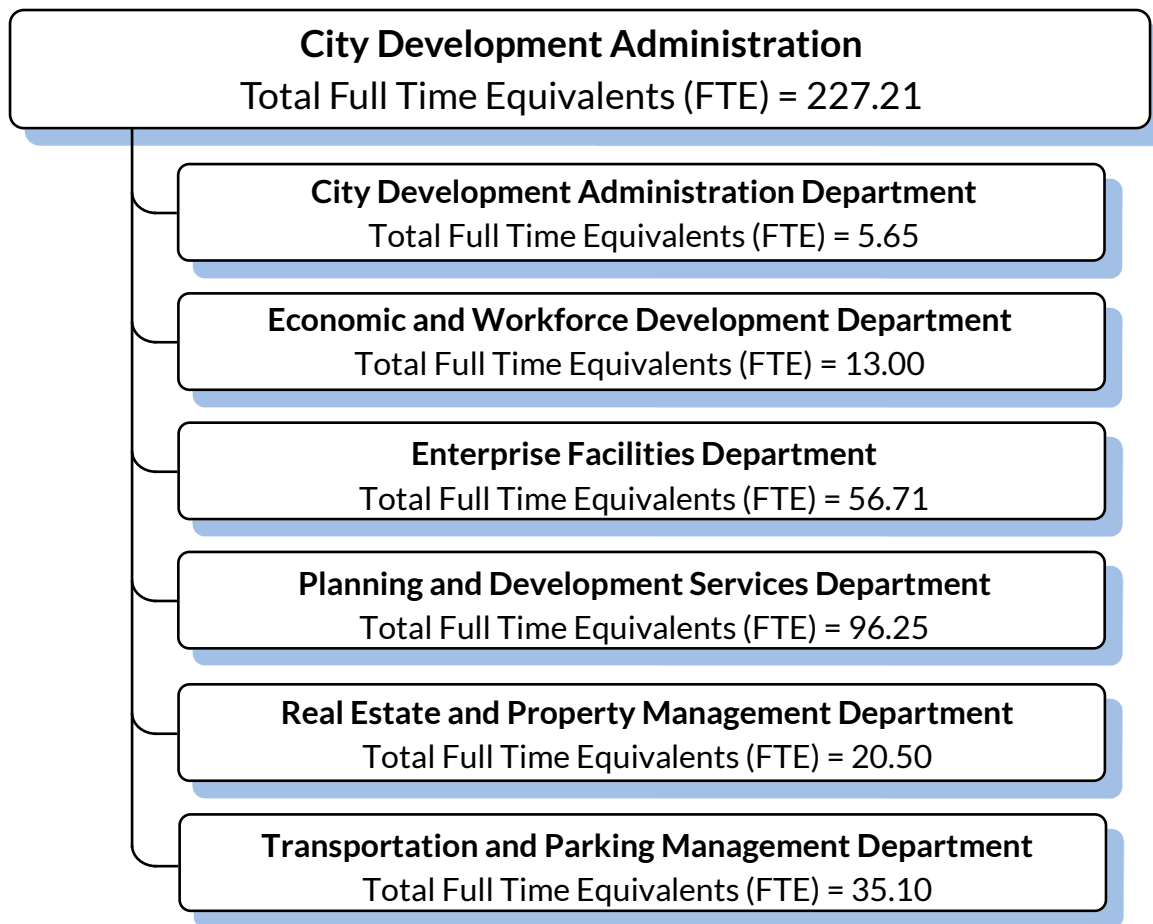 City Development Administration
Total Full Time Equivalents (FTE) = 227.21
City Development Administration Department
Total Full Time Equivalents (FTE) = 5.65
Economic and Workforce Development Department
Total Full Time Equivalents (FTE) = 13.00
Enterprise Facilities Department
Total Full Time Equivalents (FTE) = 56.71
Planning and Development Services Department
Total Full Time Equivalents (FTE) = 96.25
Real Estate and Property Management Department
Total Full Time Equivalents (FTE) = 20.50
Transportation and Parking Management Department
Total Full Time Equivalents (FTE) = 35.10